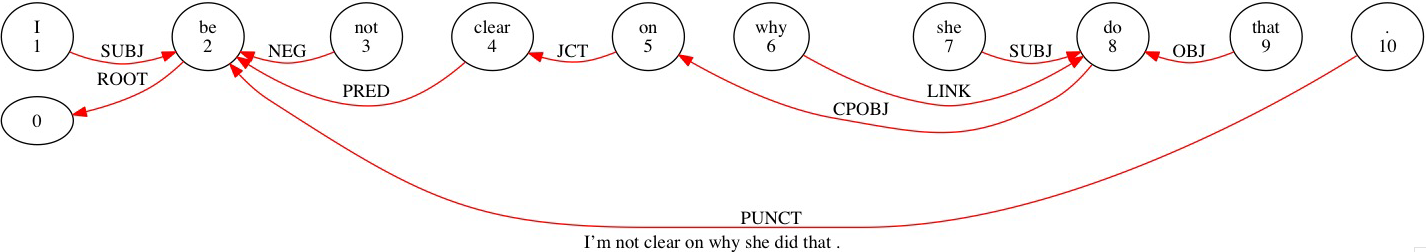 I be not clear on why she do that .
1 SUBJ 2 NEG 3 4 JCT 5 6 7 SUBJ 8 OBJ 9 10
ROOT PRED LINK
CPOBJ
0
PUNCT
I'm not clear on why she did that .